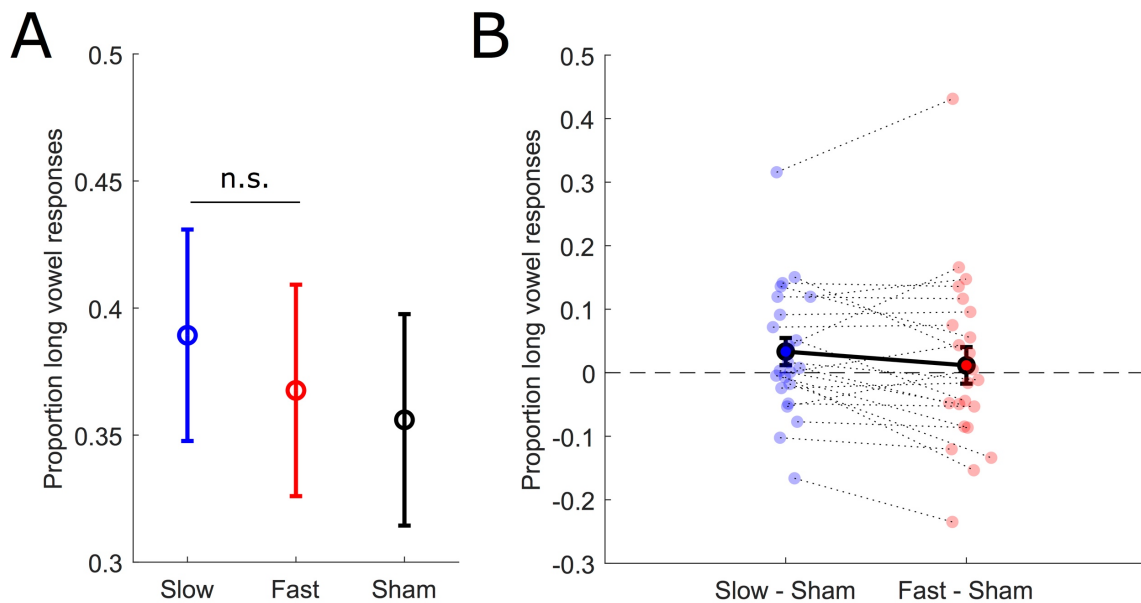 A
Proportion long vowel responses
0.5
0.45
0.4
0.35
0.3
n.s.
Slow
Fast
Sham
B
Proportion long vowel responses
0.5
0.4
0.3
0.2
0.1
0
-0.1
-0.2
-0.3
Slow - Sham
Fast - Sham